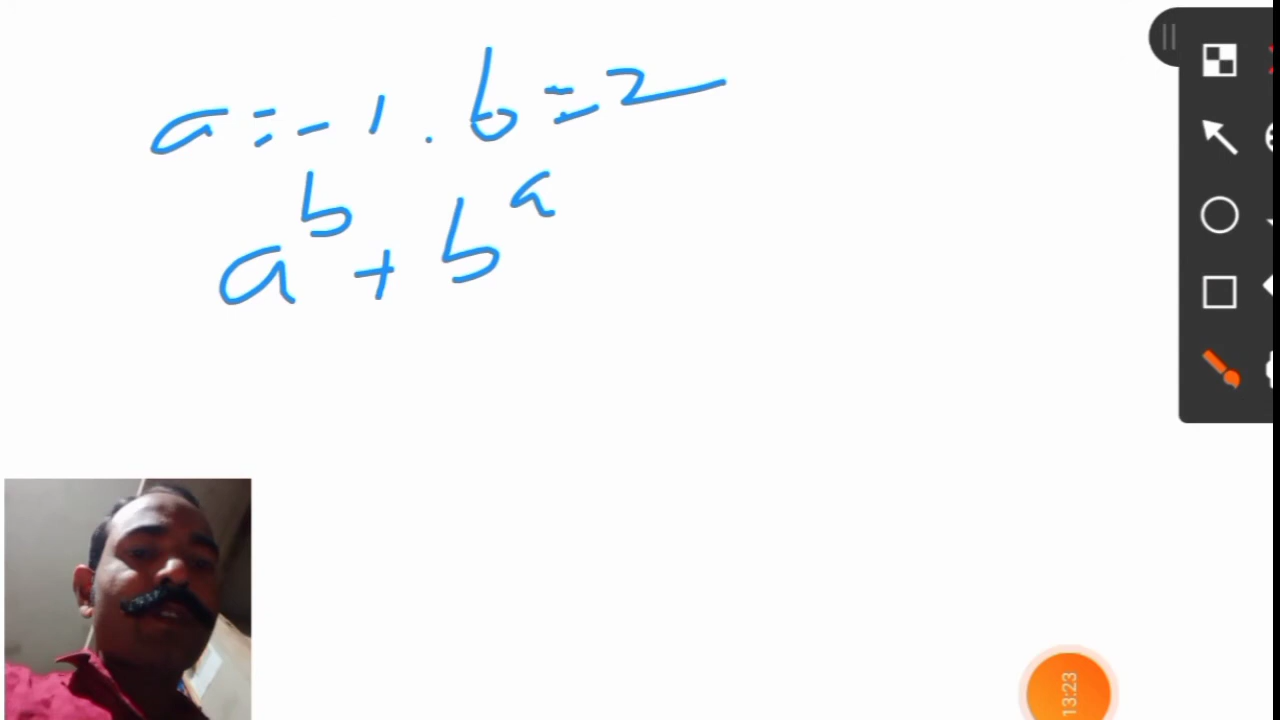 a = -1 . b = 2
a^b + b^a
13:23